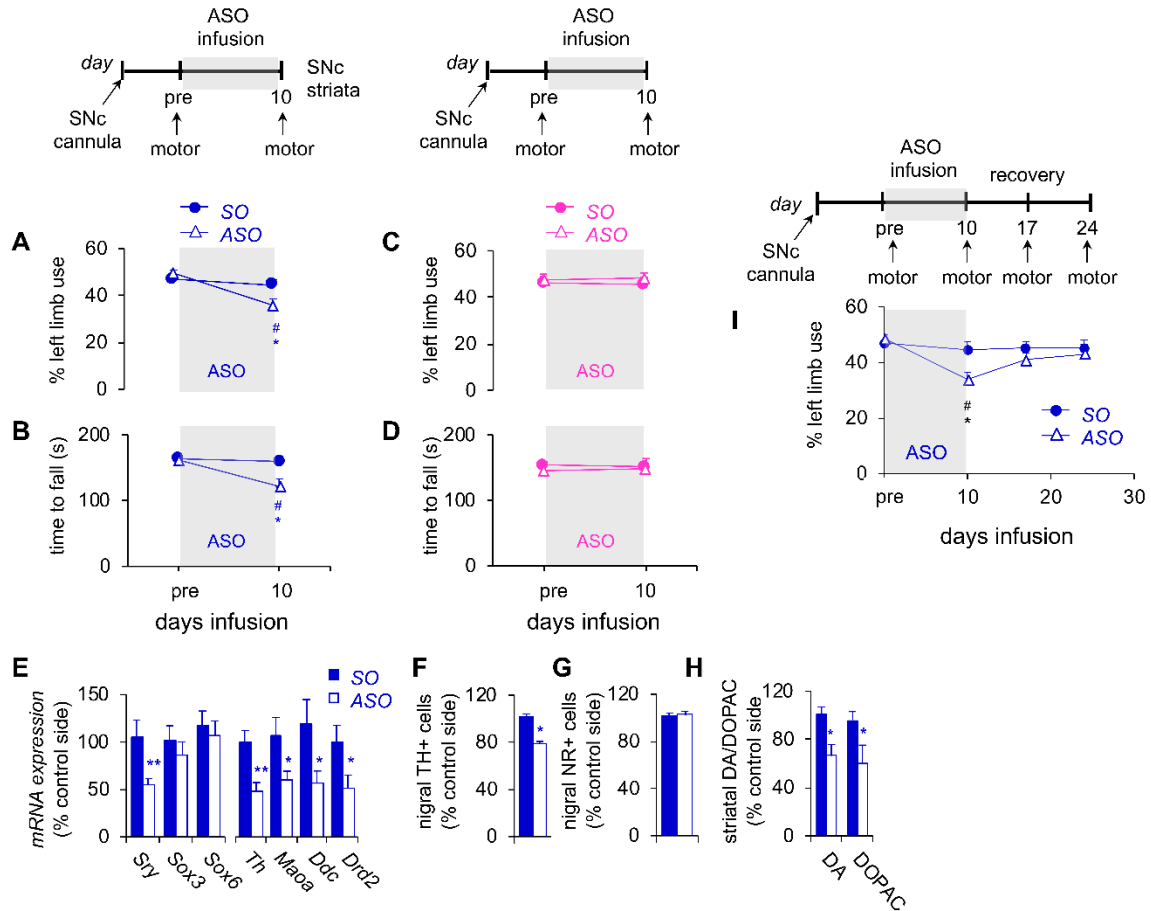 ASO
infusion
day
SNc
striata
pre
10
SNc
cannula
motor
motor
ASO
infusion
day
pre
10
SNc
cannula
motor
motor
ASO
infusion
recovery
day
pre
10
17
24
SNc
cannula
motor
motor
motor
motor
SO
ASO
A
% left limb use
60
40
20
0
#
*
ASO
B
time to fall (s)
200
100
0
#
*
ASO
pre
10
days infusion
SO
ASO
C
% left limb use
60
40
20
0
ASO
D
time to fall (s)
200
100
0
ASO
pre
10
days infusion
I
% left limb use
60
40
20
0
#
*
ASO
SO
ASO
pre
10
20
30
days infusion
E
SO
ASO
mRNA expression
(% control side)
150
100
50
0
**
**
*
*
*
Sry
Sox3
Sox6
Th
Maoa
Ddc
Drd2
F
nigral TH+ cells
(% control side)
120
80
40
0
*
G
nigral NR+ cells
(% control side)
120
80
40
0
H
striatal DA/DOPAC
(% control side)
120
80
40
0
*
*
DA
DOPAC